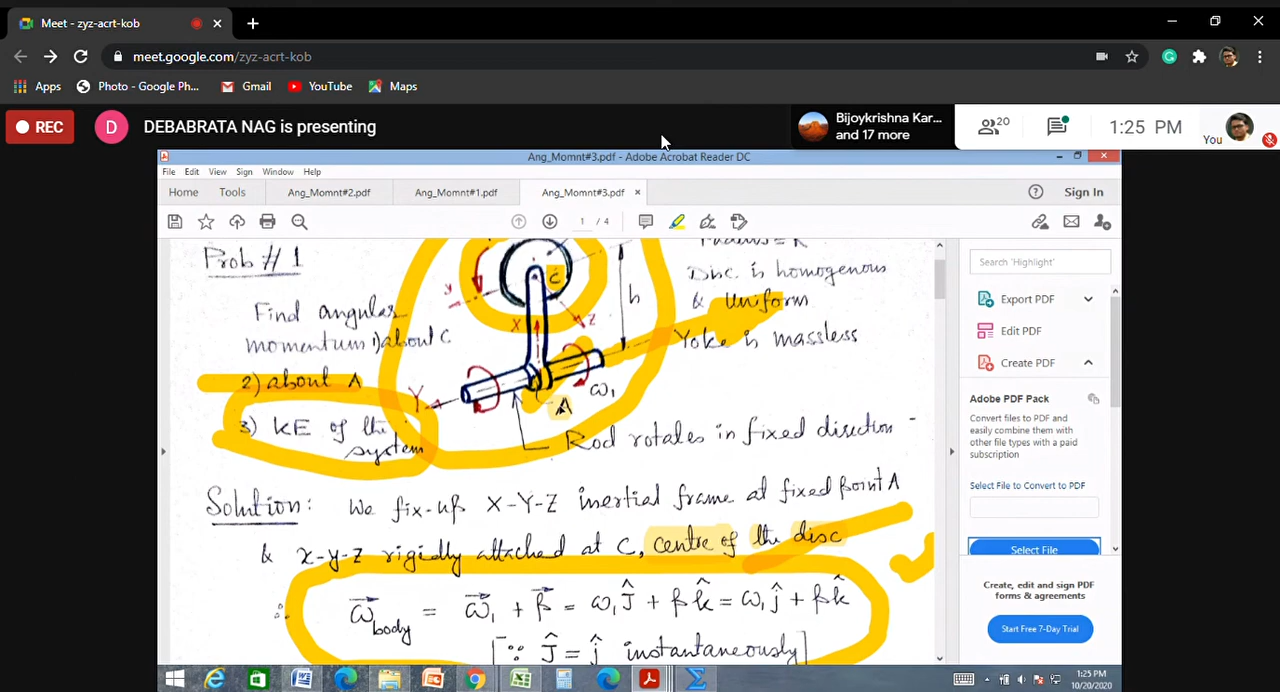 Meet - zyz-acrt-kob
meet.google.com/zyz-acrt-kob
Apps Photo - Google Ph... Gmail YouTube Maps
REC D DEBABRATA NAG is presenting
Bijoykrishna Kar...
and 17 more
20
1:25 PM
You
Ang_Momnt#3.pdf - Adobe Acrobat Reader DC
File Edit View Sign Window Help
Home Tools Ang_Momnt#2.pdf Ang_Momnt#1.pdf Ang_Momnt#3.pdf Sign In
1 / 4
Prob # 1
Radius = R
Disc is homogenous
& Uniform
Yoke is massless
Find angular
momentum 1) about C
2) about A
3) KE of the
system
C
y
h
X
z
Y
ω₁
A
Rod rotates in fixed direction -
Solution: We fix-up X-Y-Z inertial frame at fixed point A
& x-y-z rigidly attached at C, centre of the disc
∴ ω⃗body = ω⃗₁ + β⃗ = ω₁Ĵ + βk̂ = ω₁ĵ + βk̂
[∵ Ĵ = ĵ instantaneously]
Search 'Highlight'
Export PDF
Edit PDF
Create PDF
Adobe PDF Pack
Convert files to PDF and
easily combine them with
other file types with a paid
subscription
Select File to Convert to PDF
Select File
Create, edit and sign PDF
forms & agreements
Start Free 7-Day Trial
1:25 PM
10/20/2020